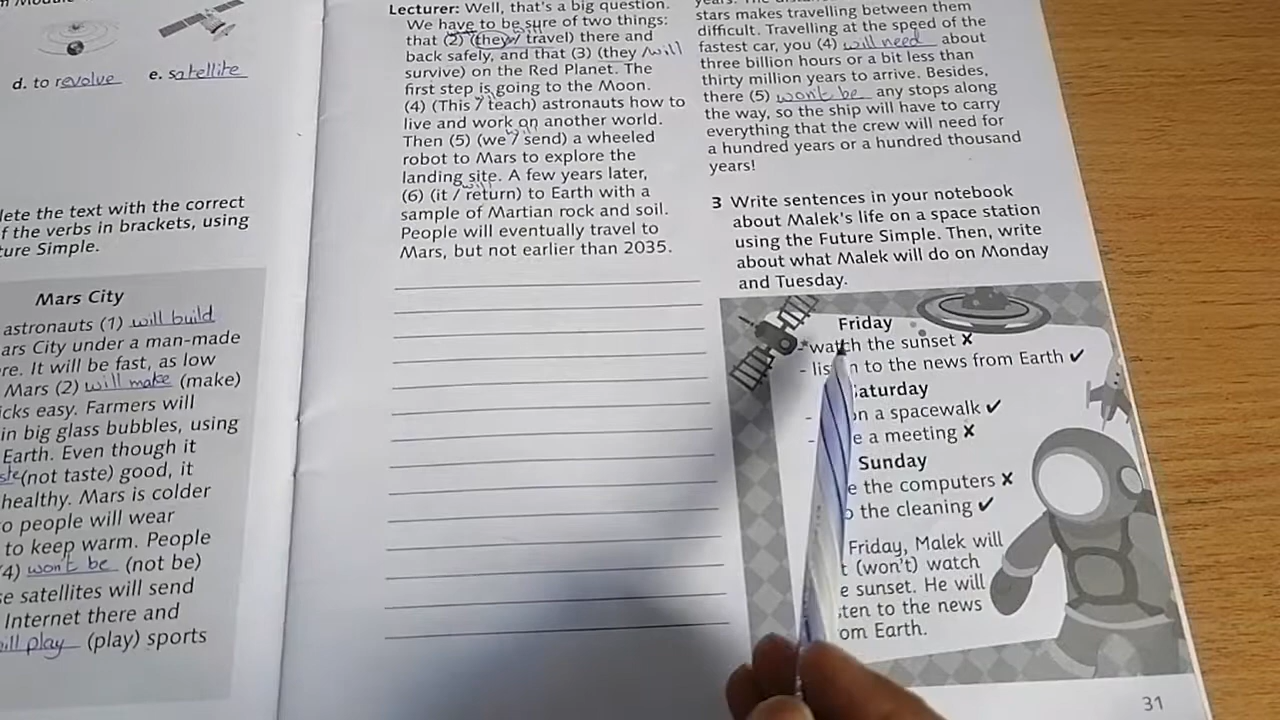 d. to revolve
e. satellite
lete the text with the correct
f the verbs in brackets, using
ture Simple.
Mars City
astronauts (1) will build
ars City under a man-made
re. It will be fast, as low
Mars (2) will make (make)
icks easy. Farmers will
in big glass bubbles, using
Earth. Even though it
ste (not taste) good, it
healthy. Mars is colder
o people will wear
to keep warm. People
4) won't be (not be)
se satellites will send
Internet there and
will play (play) sports
Lecturer: Well, that's a big question.
We have to be sure of two things:
that (2) (they / travel) there and
back safely, and that (3) (they / will
survive) on the Red Planet. The
first step is going to the Moon.
(4) (This / teach) astronauts how to
live and work on another world.
Then (5) (we / send) a wheeled
robot to Mars to explore the
landing site. A few years later,
(6) (it / return) to Earth with a
sample of Martian rock and soil.
People will eventually travel to
Mars, but not earlier than 2035.
stars makes travelling between them
difficult. Travelling at the speed of the
fastest car, you (4) will need about
three billion hours or a bit less than
thirty million years to arrive. Besides,
there (5) won't be any stops along
the way, so the ship will have to carry
everything that the crew will need for
a hundred years or a hundred thousand
years!
3 Write sentences in your notebook
about Malek's life on a space station
using the Future Simple. Then, write
about what Malek will do on Monday
and Tuesday.
Friday
- watch the sunset ✗
- lis n to the news from Earth ✓
aturday
- on a spacewalk ✓
- e a meeting ✗
Sunday
e the computers ✗
o the cleaning ✓
Friday, Malek will
t (won't) watch
e sunset. He will
ten to the news
om Earth.
31